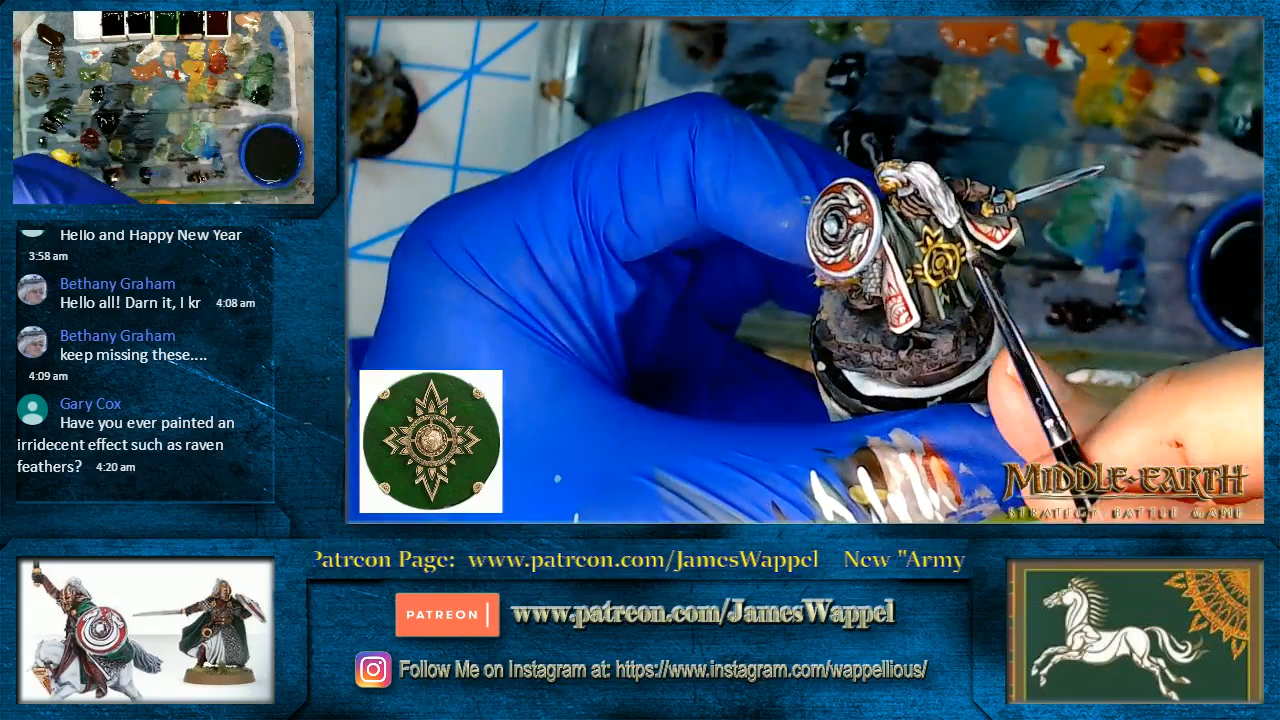 Hello and Happy New Year
3:58 am
Bethany Graham
Hello all! Darn it, I kr 4:08 am
Bethany Graham
keep missing these....
4:09 am
Gary Cox
Have you ever painted an
irridecent effect such as raven
feathers? 4:20 am
MIDDLE-EARTH
STRATEGY BATTLE GAME
Patreon Page: www.patreon.com/JamesWappel New "Army
PATREON www.patreon.com/JamesWappel
Follow Me on Instagram at: https://www.instagram.com/wappellious/